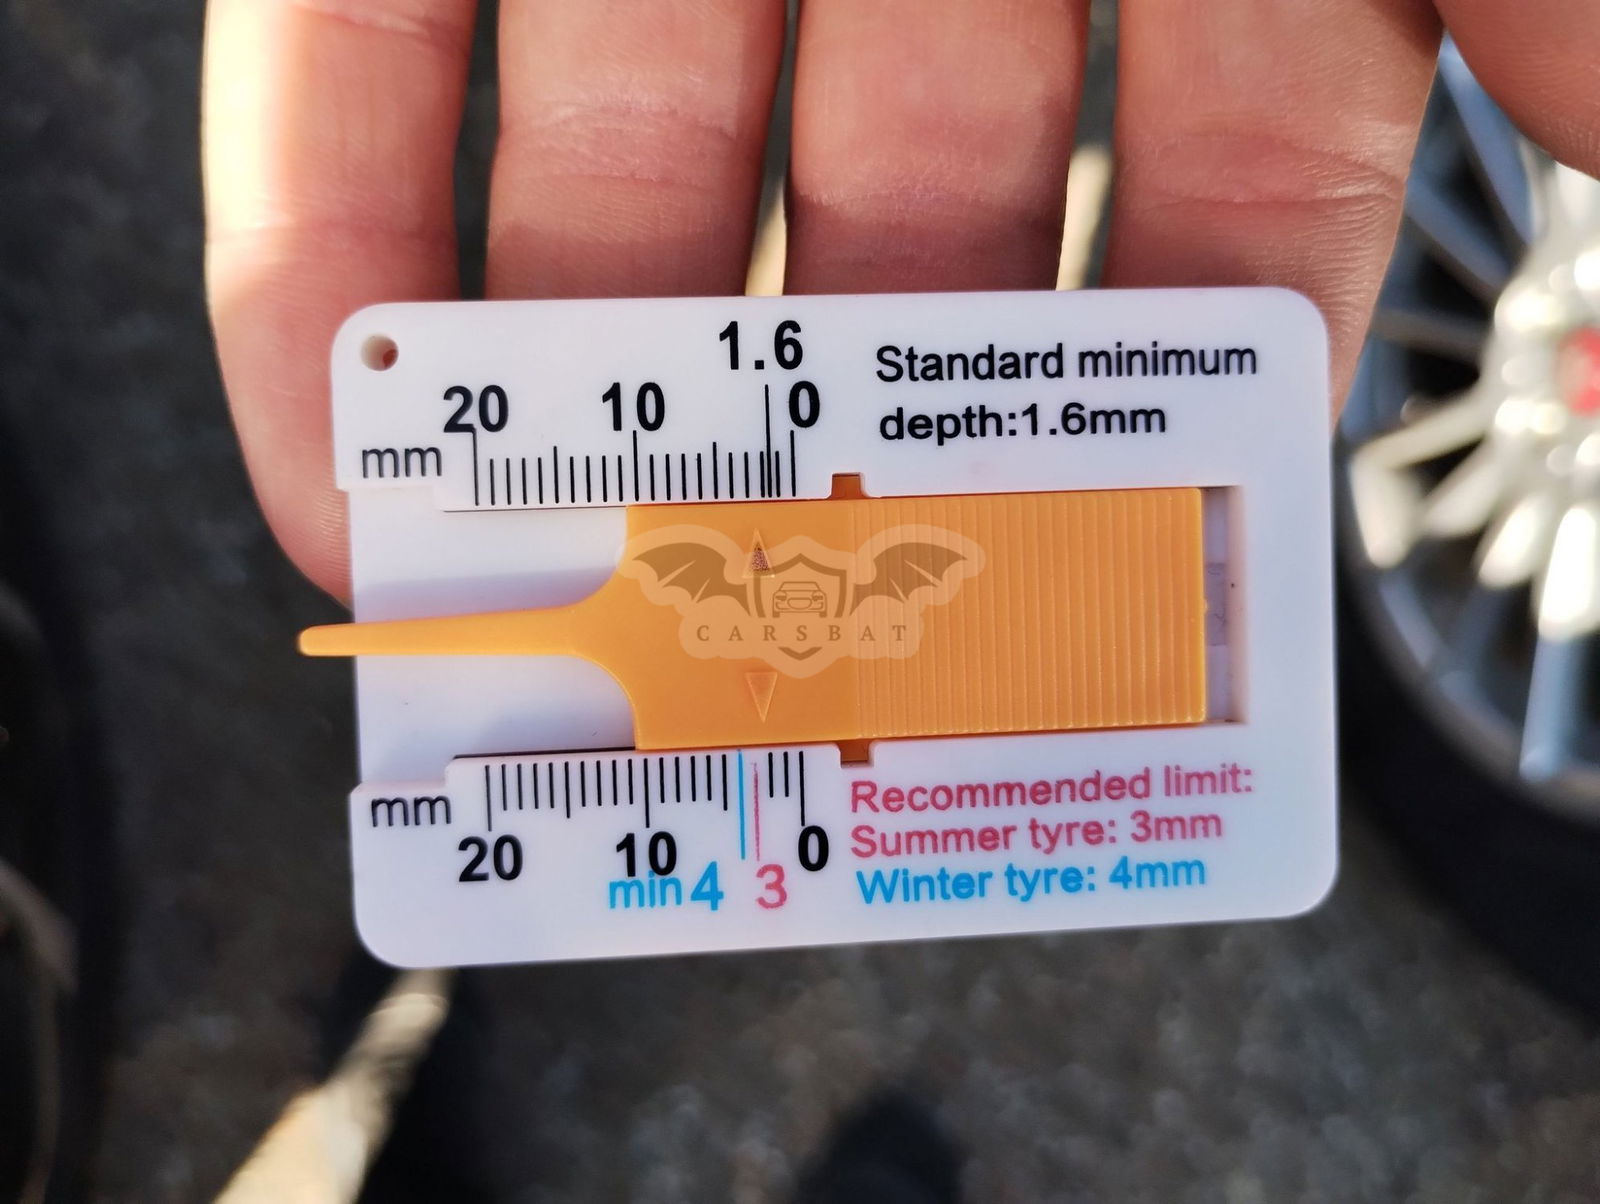 1.6
20 10 0
mm
Standard minimum
depth:1.6mm
CARSBAT
mm
20 10 0
min 4 3
Recommended limit:
Summer tyre: 3mm
Winter tyre: 4mm